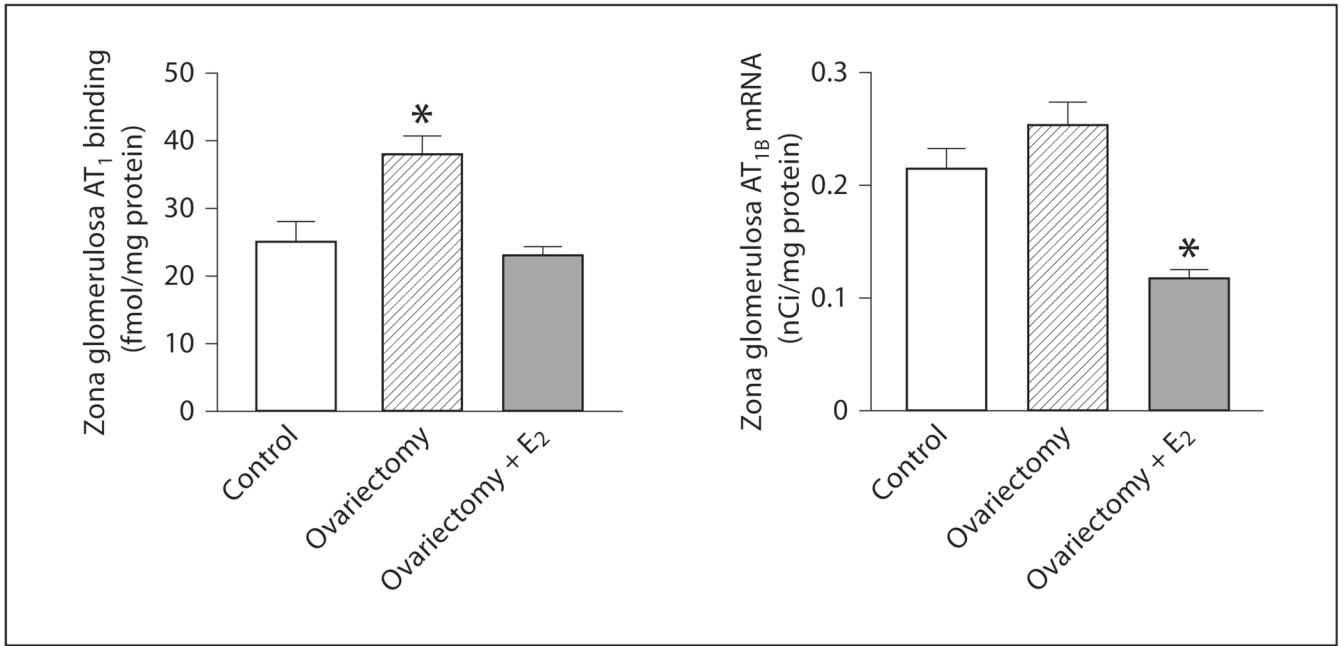 Zona glomerulosa AT₁ binding
(fmol/mg protein)
50
40
30
20
10
0
*
Control
Ovariectomy
Ovariectomy + E₂
Zona glomerulosa AT₁B mRNA
(nCi/mg protein)
0.3
0.2
0.1
0
*
Control
Ovariectomy
Ovariectomy + E₂